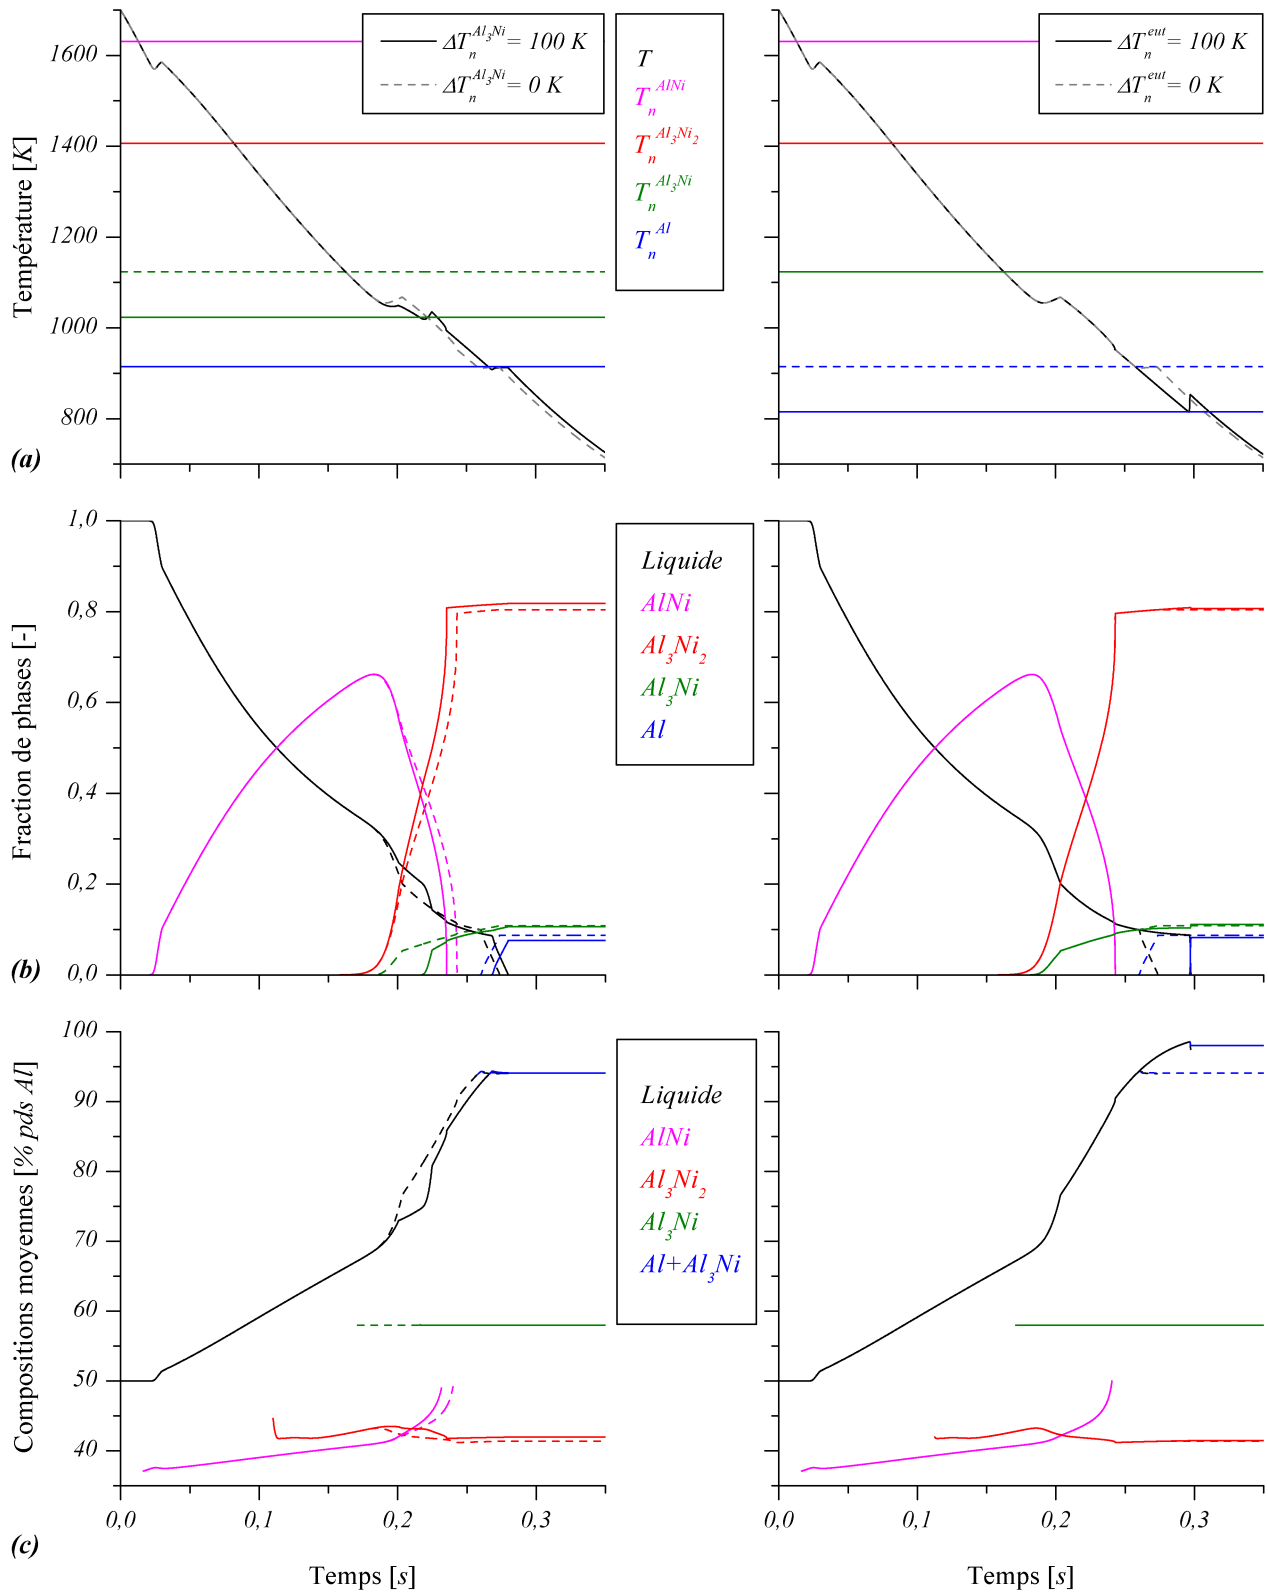 ΔT_n^{Al_3Ni} = 100 K
ΔT_n^{Al_3Ni} = 0 K
T
T_n^{AlNi}
T_n^{Al_3Ni_2}
T_n^{Al_3Ni}
T_n^{Al}
ΔT_n^{eut} = 100 K
ΔT_n^{eut} = 0 K
Température [K]
1600
1400
1200
1000
800
(a)
Fraction de phases [-]
1,0
0,8
0,6
0,4
0,2
0,0
Liquide
AlNi
Al_3Ni_2
Al_3Ni
Al
(b)
Compositions moyennes [% pds Al]
100
90
80
70
60
50
40
Liquide
AlNi
Al_3Ni_2
Al_3Ni
Al+Al_3Ni
0,0 0,1 0,2 0,3
0,0 0,1 0,2 0,3
(c)
Temps [s]
Temps [s]